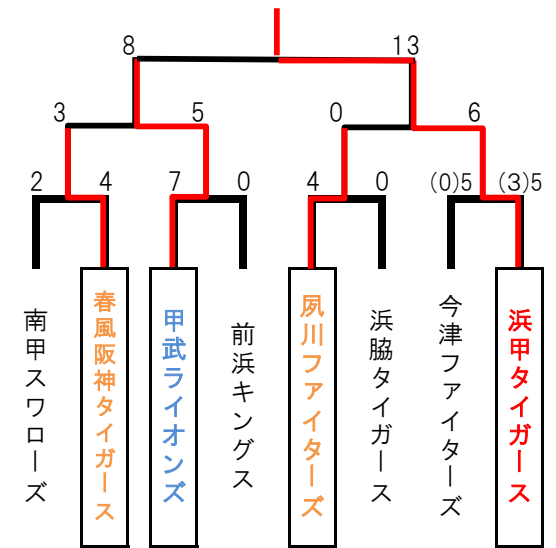 8 13
3 5 0 6
2 4 7 0 4 0 (0)5 (3)5
南甲スワローズ
春風阪神タイガース
甲武ライオンズ
前浜キングス
夙川ファイターズ
浜脇タイガース
今津ファイターズ
浜甲タイガース